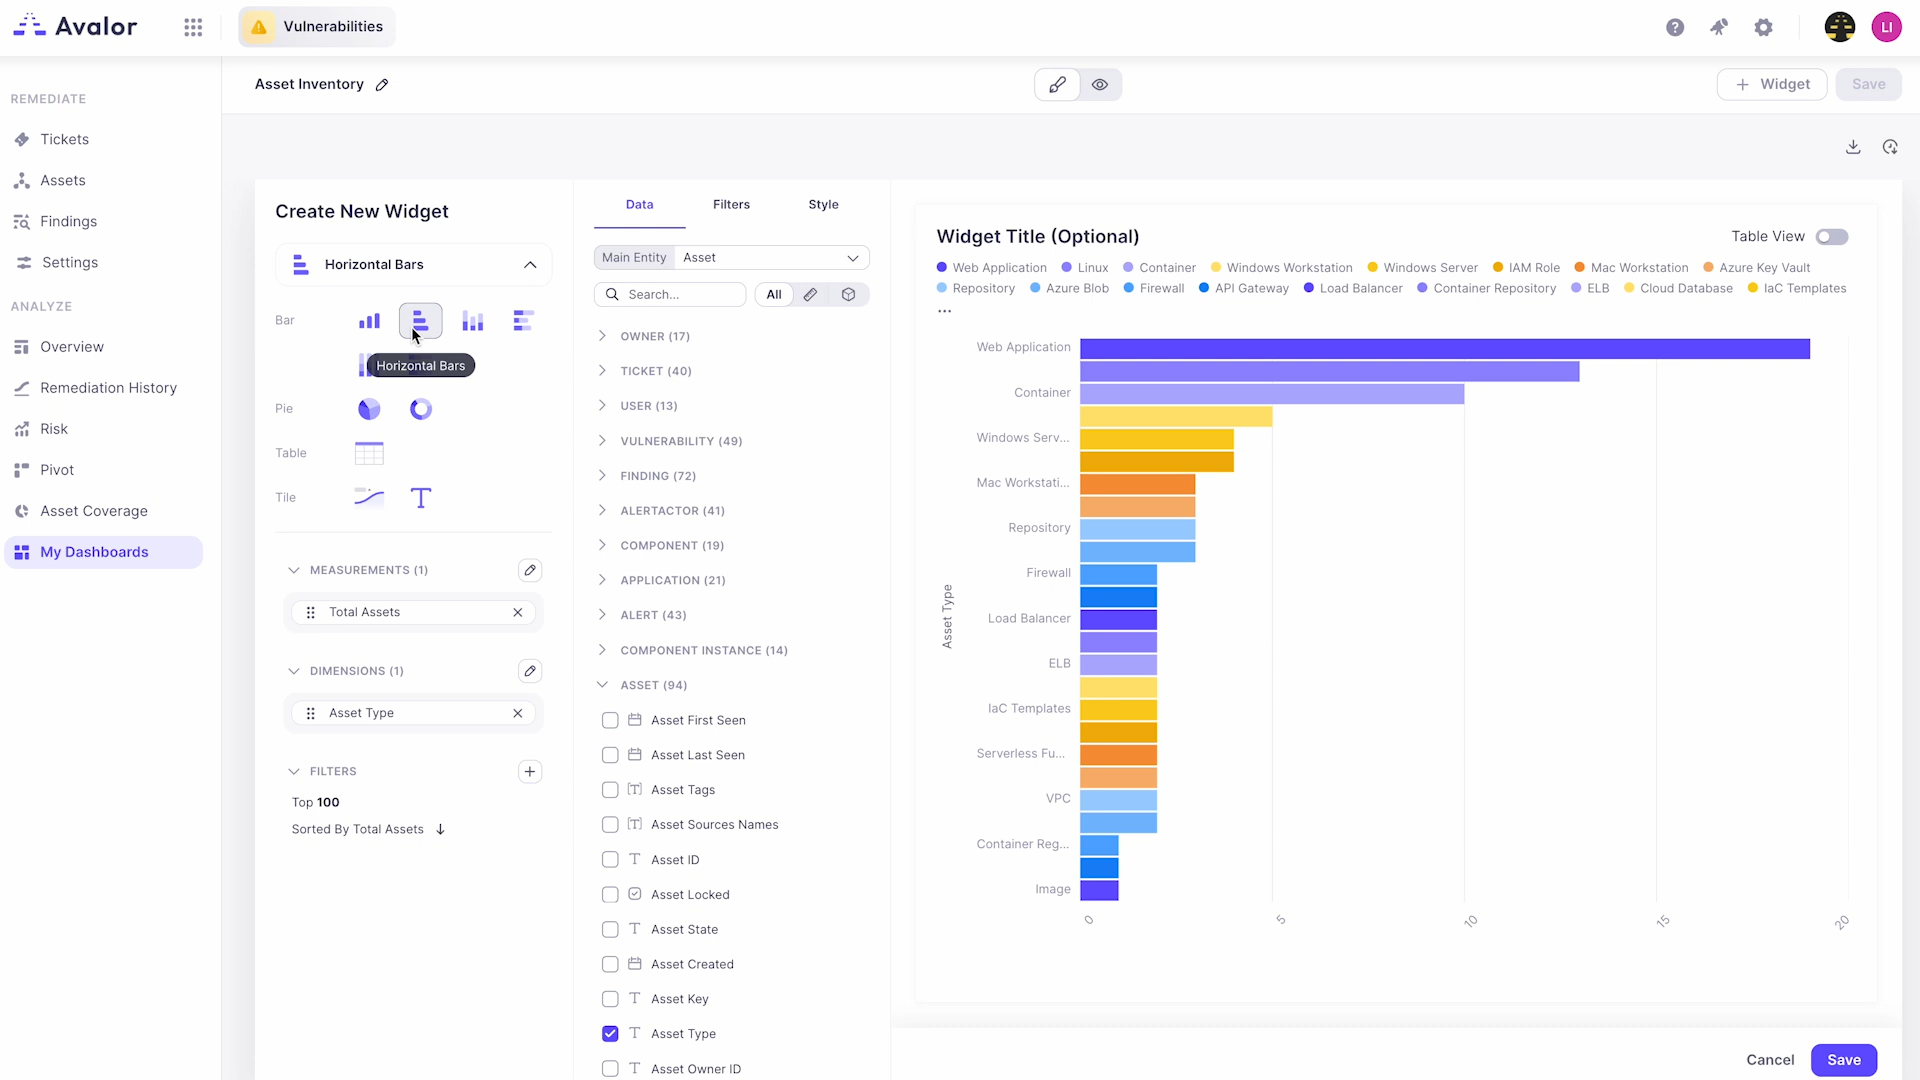 Avalor
Vulnerabilities
LI
Asset Inventory
Widget
Save
REMEDIATE
Tickets
Assets
Findings
Settings
ANALYZE
Overview
Remediation History
Risk
Pivot
Asset Coverage
My Dashboards
Create New Widget
Horizontal Bars
Bar
Horizontal Bars
Pie
Table
Tile
MEASUREMENTS (1)
Total Assets
DIMENSIONS (1)
Asset Type
FILTERS
Top 100
Sorted By Total Assets
Data Filters Style
Main Entity Asset
Search... All
OWNER (17)
TICKET (40)
USER (13)
VULNERABILITY (49)
FINDING (72)
ALERTACTOR (41)
COMPONENT (19)
APPLICATION (21)
ALERT (43)
COMPONENT INSTANCE (14)
ASSET (94)
Asset First Seen
Asset Last Seen
Asset Tags
Asset Sources Names
Asset ID
Asset Locked
Asset State
Asset Created
Asset Key
Asset Type
Asset Owner ID
Widget Title (Optional)
Table View
Web Application Linux Container Windows Workstation Windows Server IAM Role Mac Workstation Azure Key Vault
Repository Azure Blob Firewall API Gateway Load Balancer Container Repository ELB Cloud Database IaC Templates
...
Asset Type
Web Application
Container
Windows Serv...
Mac Workstati...
Repository
Firewall
Load Balancer
ELB
IaC Templates
Serverless Fu...
VPC
Container Reg...
Image
0 5 10 15 20
Cancel
Save